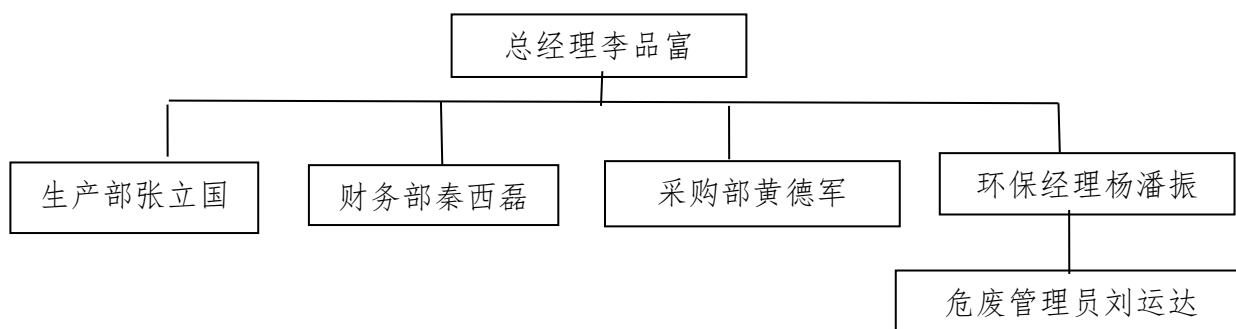 总经理李品富
生产部张立国
财务部秦西磊
采购部黄德军
环保经理杨潘振
危废管理员刘运达